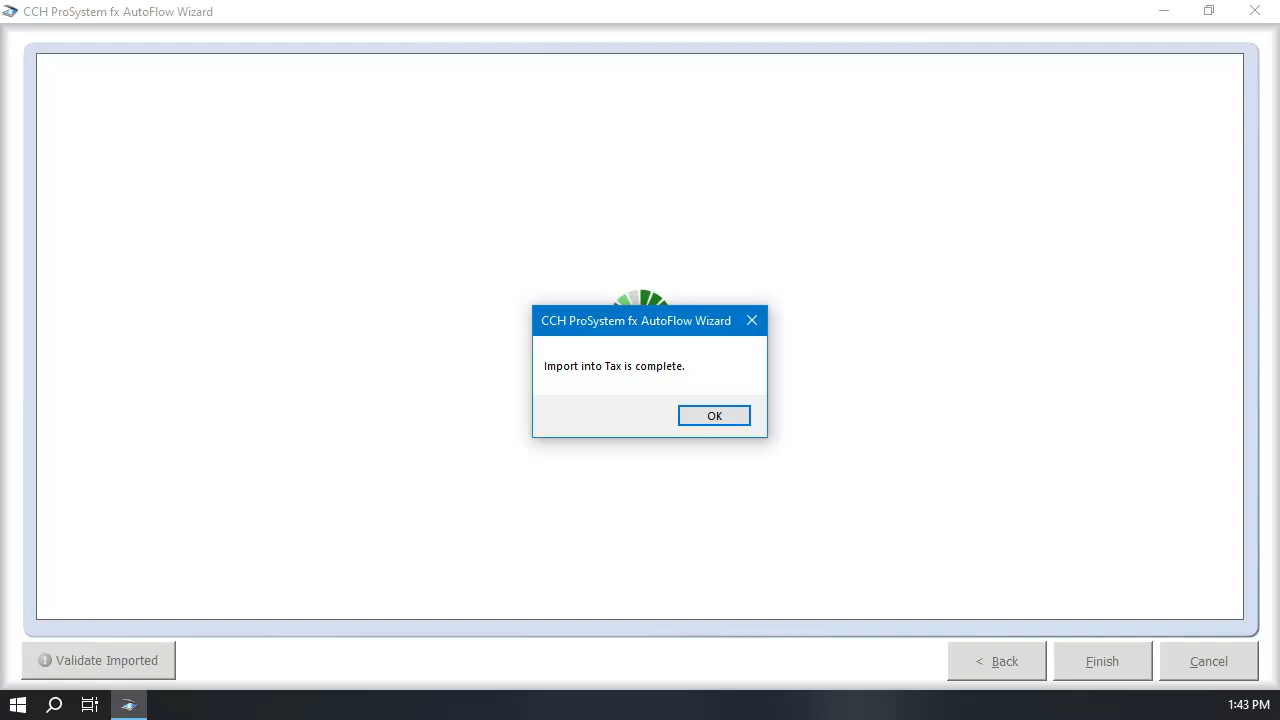 CCH ProSystem fx AutoFlow Wizard
CCH ProSystem fx AutoFlow Wizard
Import into Tax is complete.
OK
Validate Imported
< Back
Finish
Cancel
1:43 PM